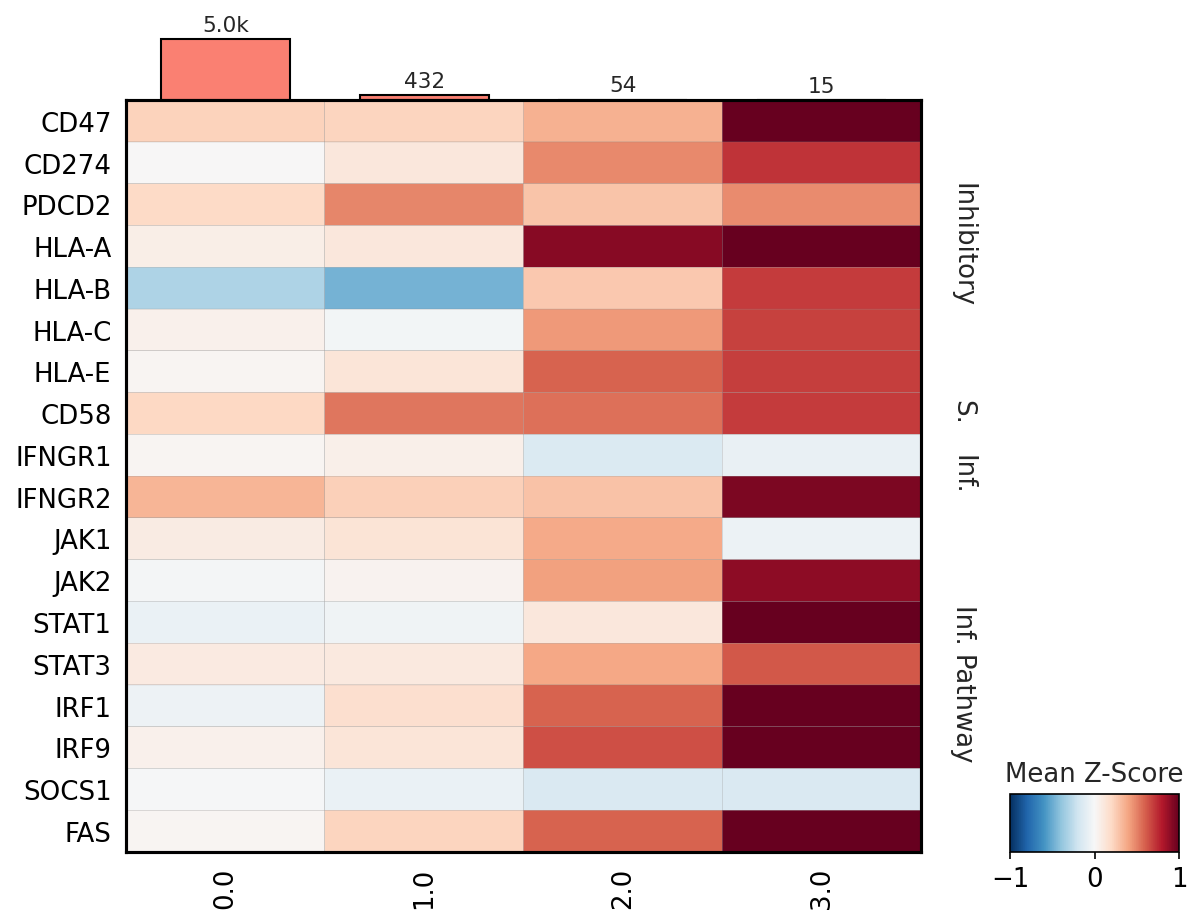 5.0k
432
54
15
CD47
CD274
PDCD2
HLA-A
HLA-B
HLA-C
HLA-E
CD58
IFNGR1
IFNGR2
JAK1
JAK2
STAT1
STAT3
IRF1
IRF9
SOCS1
FAS
Inhibitory
S.
Inf.
Inf. Pathway
Mean Z-Score
−1
0
1
0.0
1.0
2.0
3.0